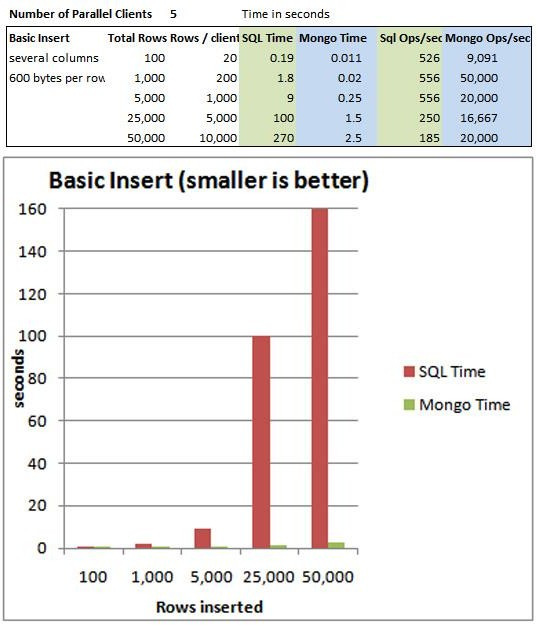 Number of Parallel Clients 5 Time in seconds
Basic Insert Total Rows Rows / client SQL Time Mongo Time Sql Ops/sec Mongo Ops/sec
several columns 100 20 0.19 0.011 526 9,091
600 bytes per row 1,000 200 1.8 0.02 556 50,000
5,000 1,000 9 0.25 556 20,000
25,000 5,000 100 1.5 250 16,667
50,000 10,000 270 2.5 185 20,000
Basic Insert (smaller is better)
160
140
120
100
80
60
40
20
0
seconds
SQL Time
Mongo Time
100 1,000 5,000 25,000 50,000
Rows inserted